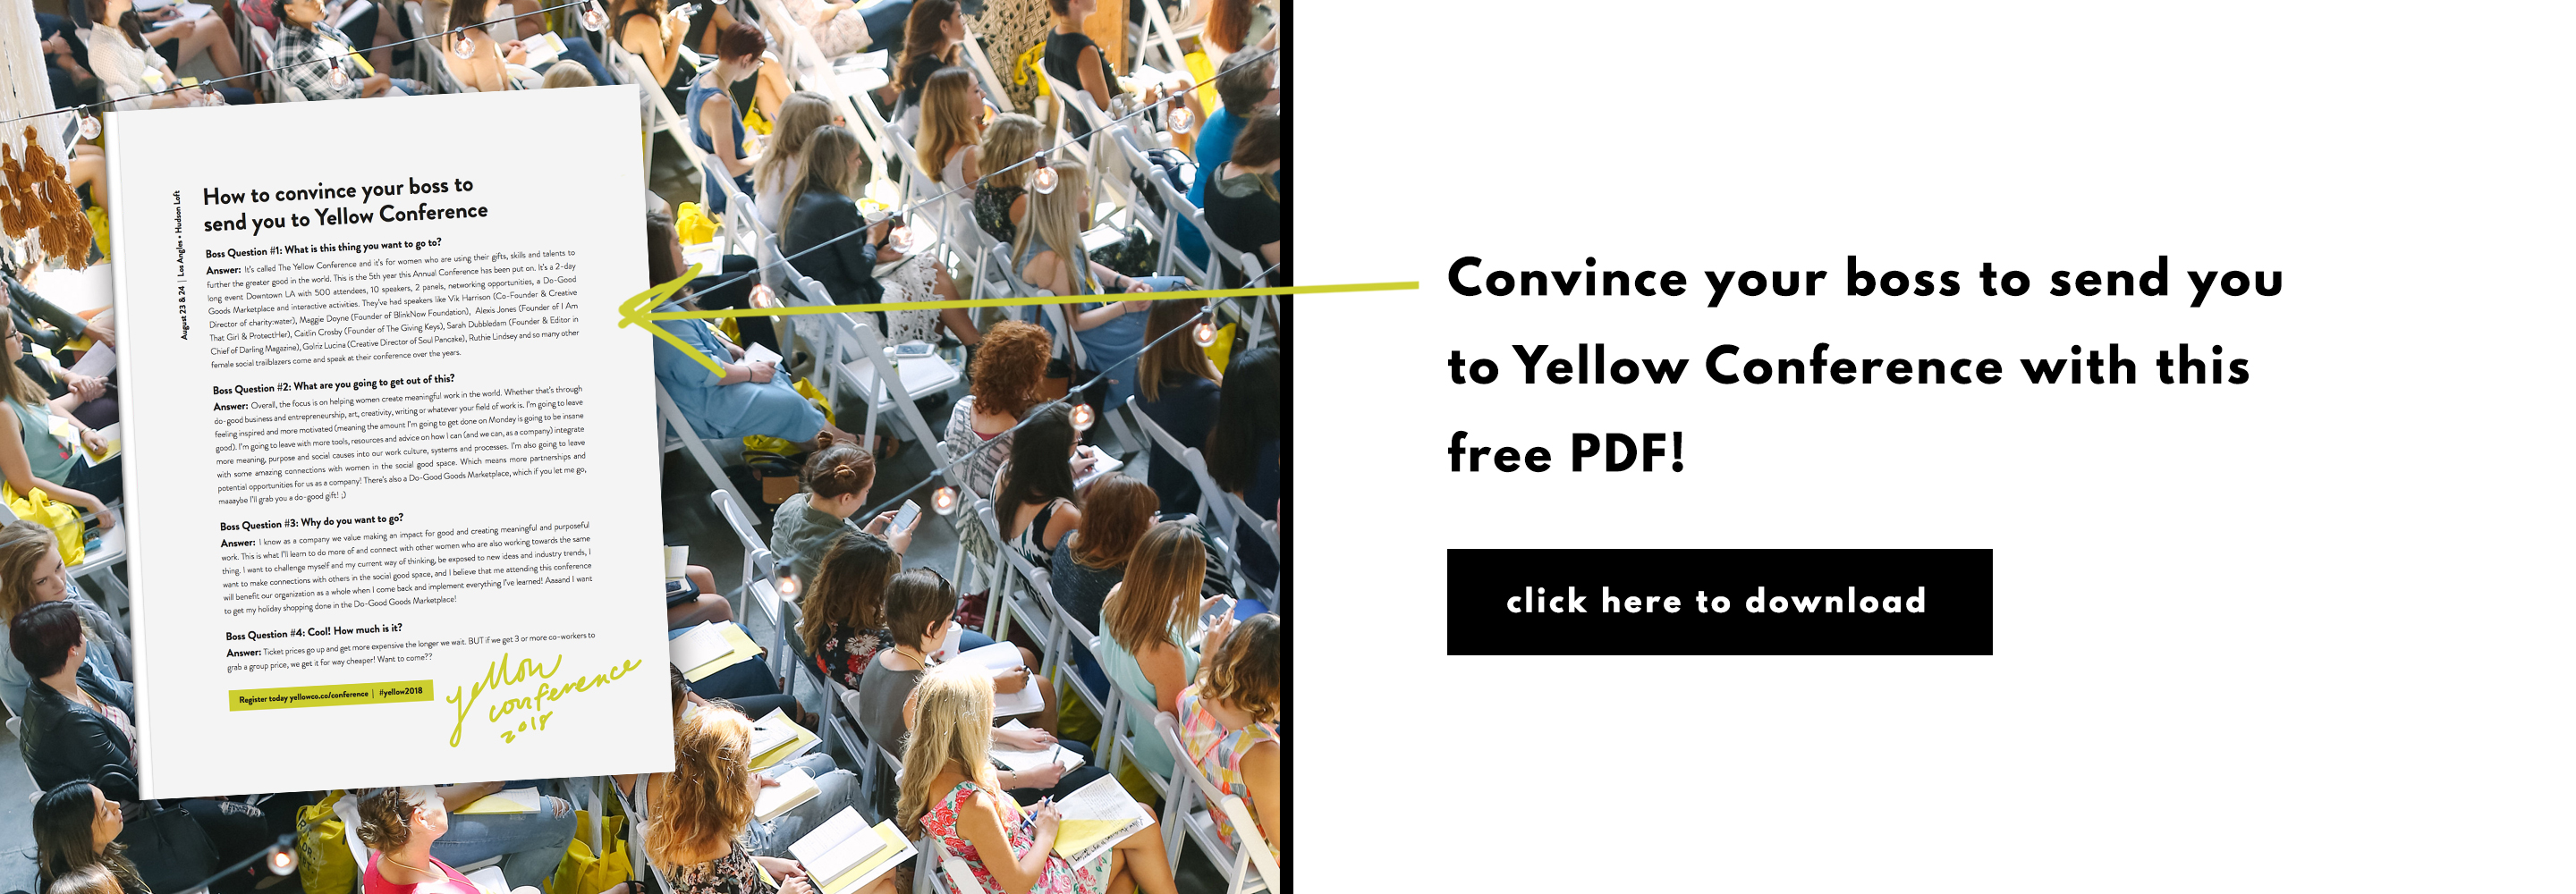 August 23 & 24 | Los Angles • Hudson Loft
How to convince your boss to
send you to Yellow Conference
Boss Question #1: What is this thing you want to go to?
Answer: It's called The Yellow Conference and it's for women who are using their gifts, skills and talents to
further the greater good in the world. This is the 5th year this Annual Conference has been put on. It's a 2-day
long event Downtown LA with 500 attendees, 10 speakers, 2 panels, networking opportunities, a Do-Good
Goods Marketplace and interactive activities. They've had speakers like Vik Harrison (Co-Founder & Creative
Director of charity:water), Maggie Doyne (Founder of BlinkNow Foundation), Alexis Jones (Founder of I Am
That Girl & ProtectHer), Caitlin Crosby (Founder of The Giving Keys), Sarah Dubbledam (Founder & Editor in
Chief of Darling Magazine), Golriz Lucina (Creative Director of Soul Pancake), Ruthie Lindsey and so many other
female social trailblazers come and speak at their conference over the years.
Boss Question #2: What are you going to get out of this?
Answer: Overall, the focus is on helping women create meaningful work in the world. Whether that's through
do-good business and entrepreneurship, art, creativity, writing or whatever your field of work is. I'm going to leave
feeling inspired and more motivated (meaning the amount I'm going to get done on Monday is going to be insane
good). I'm going to leave with more tools, resources and advice on how I can (and we can, as a company) integrate
more meaning, purpose and social causes into our work culture, systems and processes. I'm also going to leave
with some amazing connections with women in the social good space. Which means more partnerships and
potential opportunities for us as a company! There's also a Do-Good Goods Marketplace, which if you let me go,
maaaybe I'll grab you a do-good gift! ;)
Boss Question #3: Why do you want to go?
Answer: I know as a company we value making an impact for good and creating meaningful and purposeful
work. This is what I'll learn to do more of and connect with other women who are also working towards the same
thing. I want to challenge myself and my current way of thinking, be exposed to new ideas and industry trends, I
want to make connections with others in the social good space, and I believe that me attending this conference
will benefit our organization as a whole when I come back and implement everything I've learned! Aaaand I want
to get my holiday shopping done in the Do-Good Goods Marketplace!
Boss Question #4: Cool! How much is it?
Answer: Ticket prices go up and get more expensive the longer we wait. BUT if we get 3 or more co-workers to
grab a group price, we get it for way cheaper! Want to come??
Register today yellowco.co/conference | #yellow2018
yellow
conference
2018
Convince your boss to send you
to Yellow Conference with this
free PDF!
click here to download